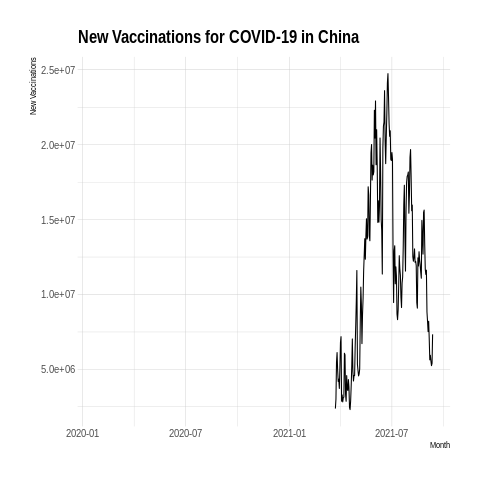 New Vaccinations for COVID-19 in China
New Vaccinations
2.5e+07
2.0e+07
1.5e+07
1.0e+07
5.0e+06
2020-01
2020-07
2021-01
2021-07
Month